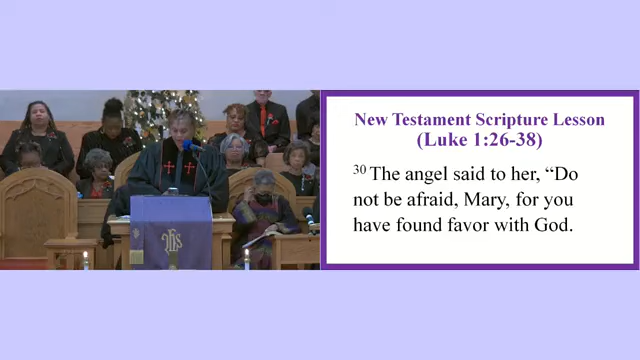 New Testament Scripture Lesson
(Luke 1:26-38)
30 The angel said to her, “Do
not be afraid, Mary, for you
have found favor with God.
IHS